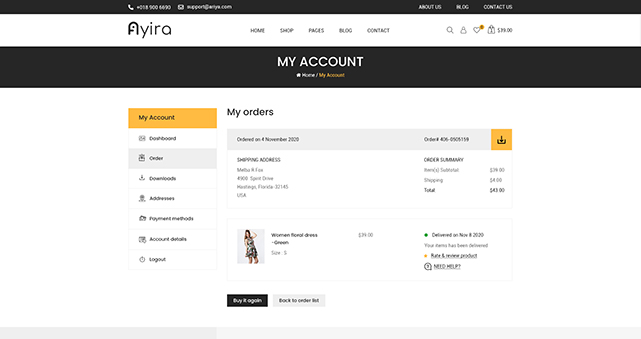 +018 900 6690 support@ariya.com ABOUT US BLOG CONTACT US
Ayira HOME SHOP PAGES BLOG CONTACT $39.00
MY ACCOUNT
Home / My Account
My Account
Dashboard
Order
Downloads
Addresses
Payment methods
Account details
Logout
My orders
Ordered on 4 November 2020 Order# 406-0505159
SHIPPING ADDRESS
Melba R Fox
4900 Spirit Drive
Hastings, Florida-32145
USA
ORDER SUMMARY
Item(s) Subtotal $39.00
Shipping $4.00
Total $43.00
Women floral dress
-Green
Size : S
$39.00
Delivered on Nov 8 2020
Your items has been delivered
Rate & review product
NEED HELP?
Buy it again Back to order list